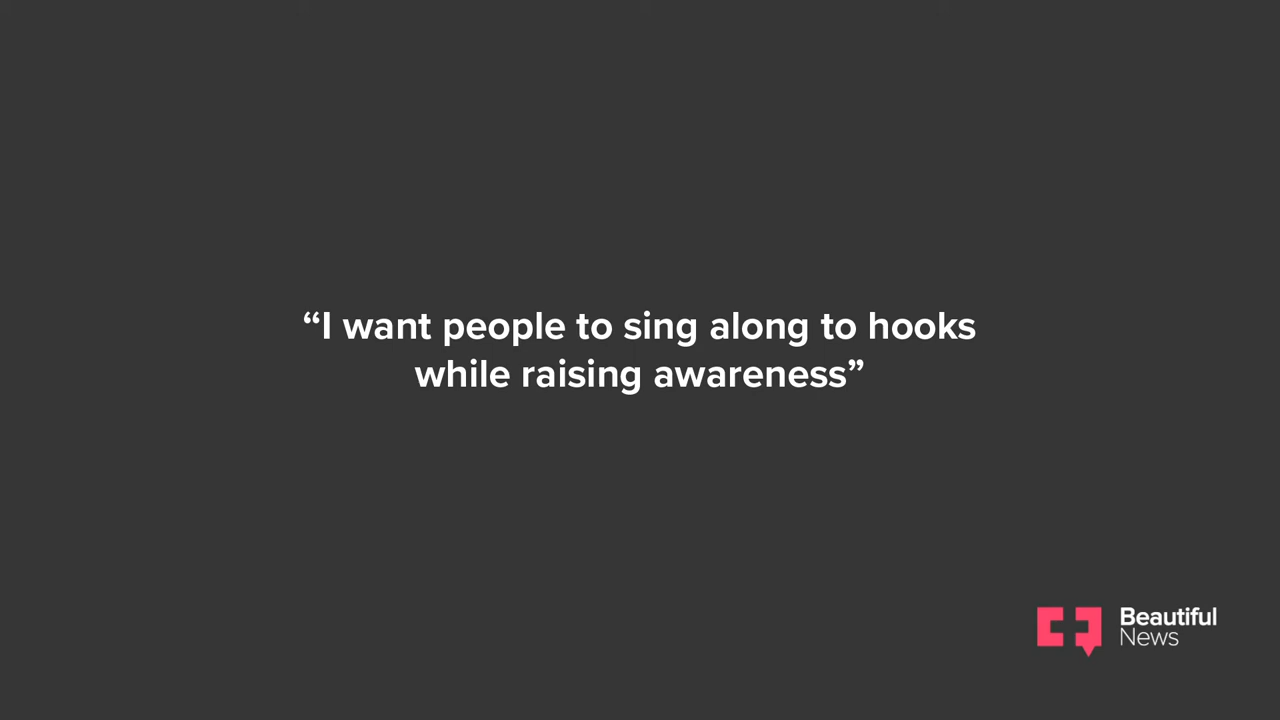 “I want people to sing along to hooks
while raising awareness”
Beautiful
News